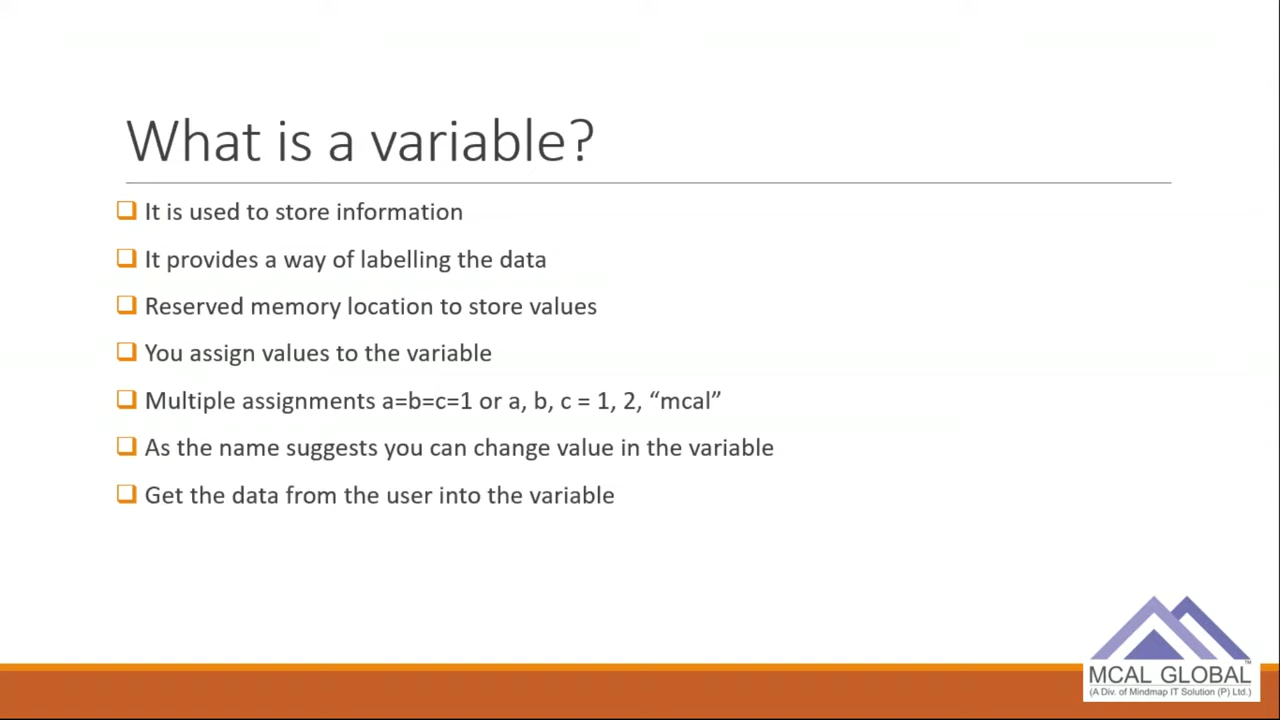 What is a variable?
It is used to store information
It provides a way of labelling the data
Reserved memory location to store values
You assign values to the variable
Multiple assignments a=b=c=1 or a, b, c = 1, 2, “mcal”
As the name suggests you can change value in the variable
Get the data from the user into the variable
MCAL GLOBAL™
(A Div. of Mindmap IT Solution (P) Ltd.)